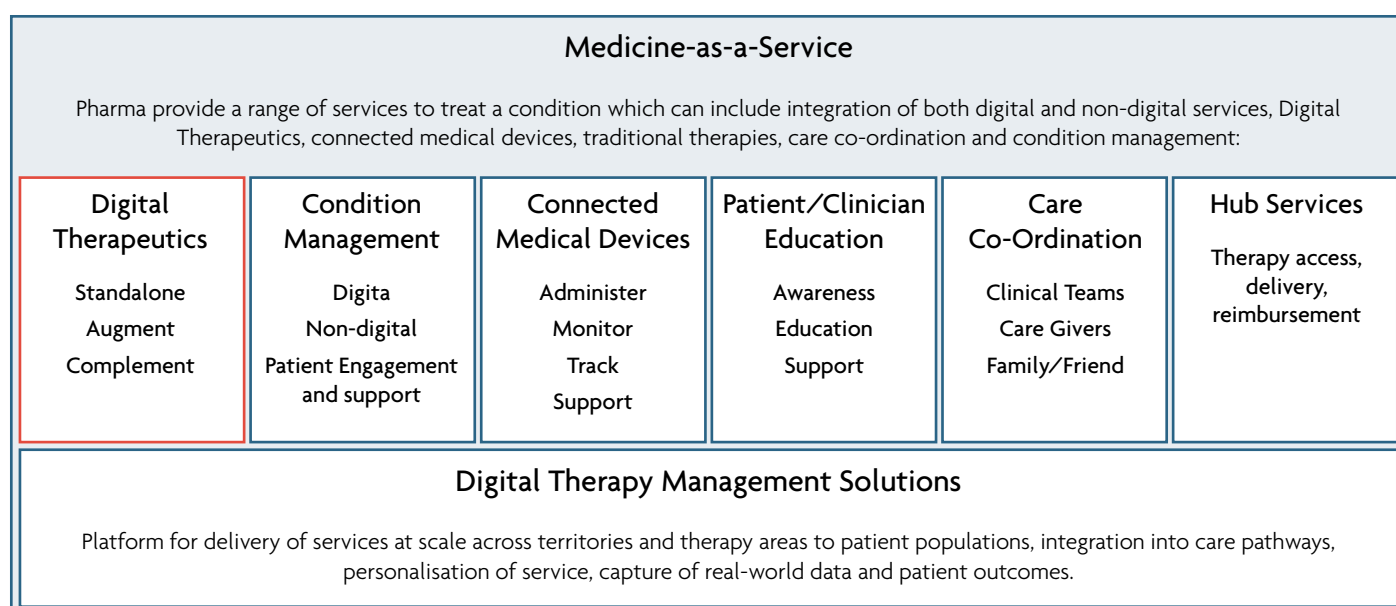 Medicine-as-a-Service
Pharma provide a range of services to treat a condition which can include integration of both digital and non-digital services, Digital
Therapeutics, connected medical devices, traditional therapies, care co-ordination and condition management:
Digital
Therapeutics
Standalone
Augment
Complement
Condition
Management
Digita
Non-digital
Patient Engagement
and support
Connected
Medical Devices
Administer
Monitor
Track
Support
Patient/Clinician
Education
Awareness
Education
Support
Care
Co-Ordination
Clinical Teams
Care Givers
Family/Friend
Hub Services
Therapy access,
delivery,
reimbursement
Digital Therapy Management Solutions
Platform for delivery of services at scale across territories and therapy areas to patient populations, integration into care pathways,
personalisation of service, capture of real-world data and patient outcomes.